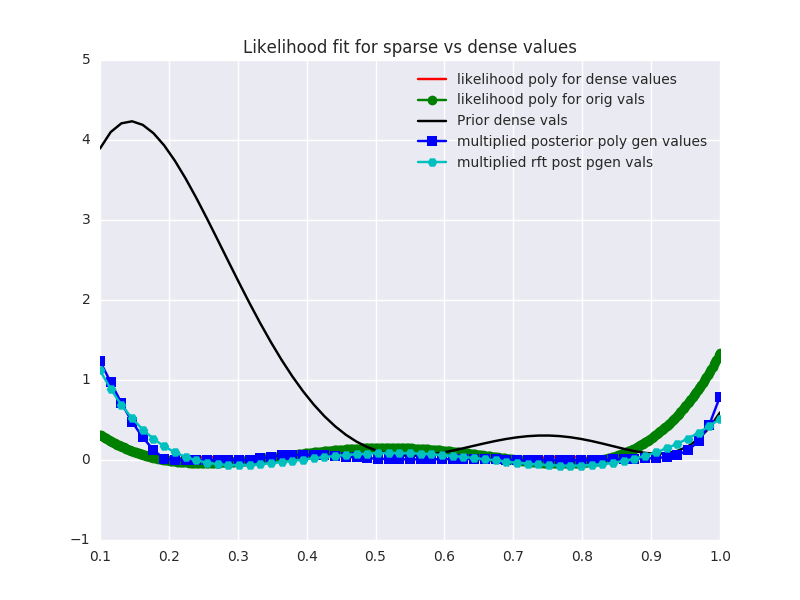 Likelihood fit for sparse vs dense values
5
likelihood poly for dense values
likelihood poly for orig vals
Prior dense vals
multiplied posterior poly gen values
multiplied rft post pgen vals
4
3
2
1
0
−1
0.1 0.2 0.3 0.4 0.5 0.6 0.7 0.8 0.9 1.0